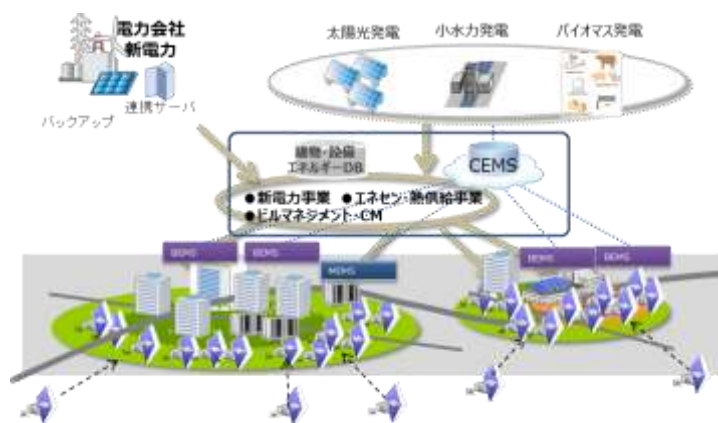 電力会社
新電力
連携サーバ
バックアップ
太陽光発電
小水力発電
バイオマス発電
建物・設備
エネルギーDB
CEMS
●新電力事業 ●エネセン・熱供給事業
●ビルマネジメント・CM
BEMS
BEMS
MEMS
BEMS
BEMS